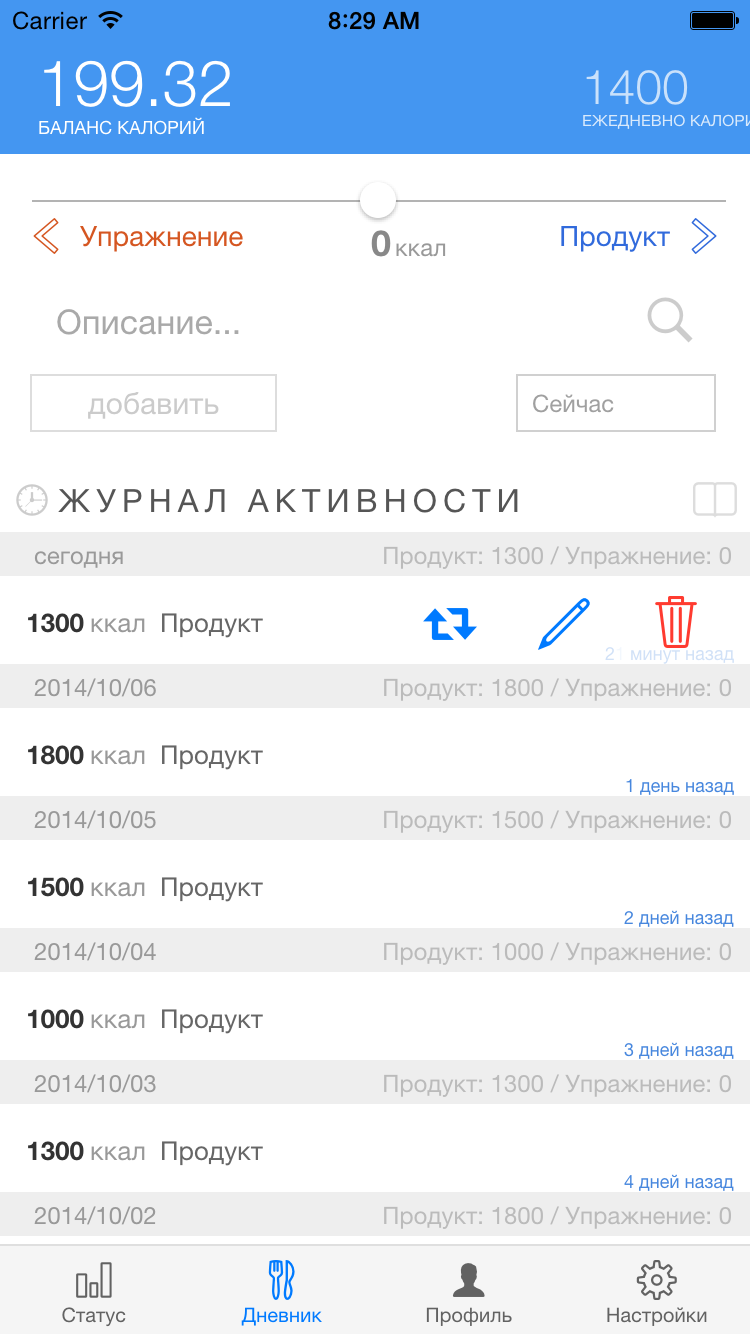 Carrier 8:29 AM
199.32 1400
БАЛАНС КАЛОРИЙ ЕЖЕДНЕВНО КАЛОРИ
Упражнение 0 ккал Продукт
Описание...
добавить Сейчас
ЖУРНАЛ АКТИВНОСТИ
сегодня Продукт: 1300 / Упражнение: 0
1300 ккал Продукт
минут назад
2014/10/06 Продукт: 1800 / Упражнение: 0
1800 ккал Продукт
1 день назад
2014/10/05 Продукт: 1500 / Упражнение: 0
1500 ккал Продукт
2 дней назад
2014/10/04 Продукт: 1000 / Упражнение: 0
1000 ккал Продукт
3 дней назад
2014/10/03 Продукт: 1300 / Упражнение: 0
1300 ккал Продукт
4 дней назад
2014/10/02 Продукт: 1800 / Упражнение: 0
Статус Дневник Профиль Настройки